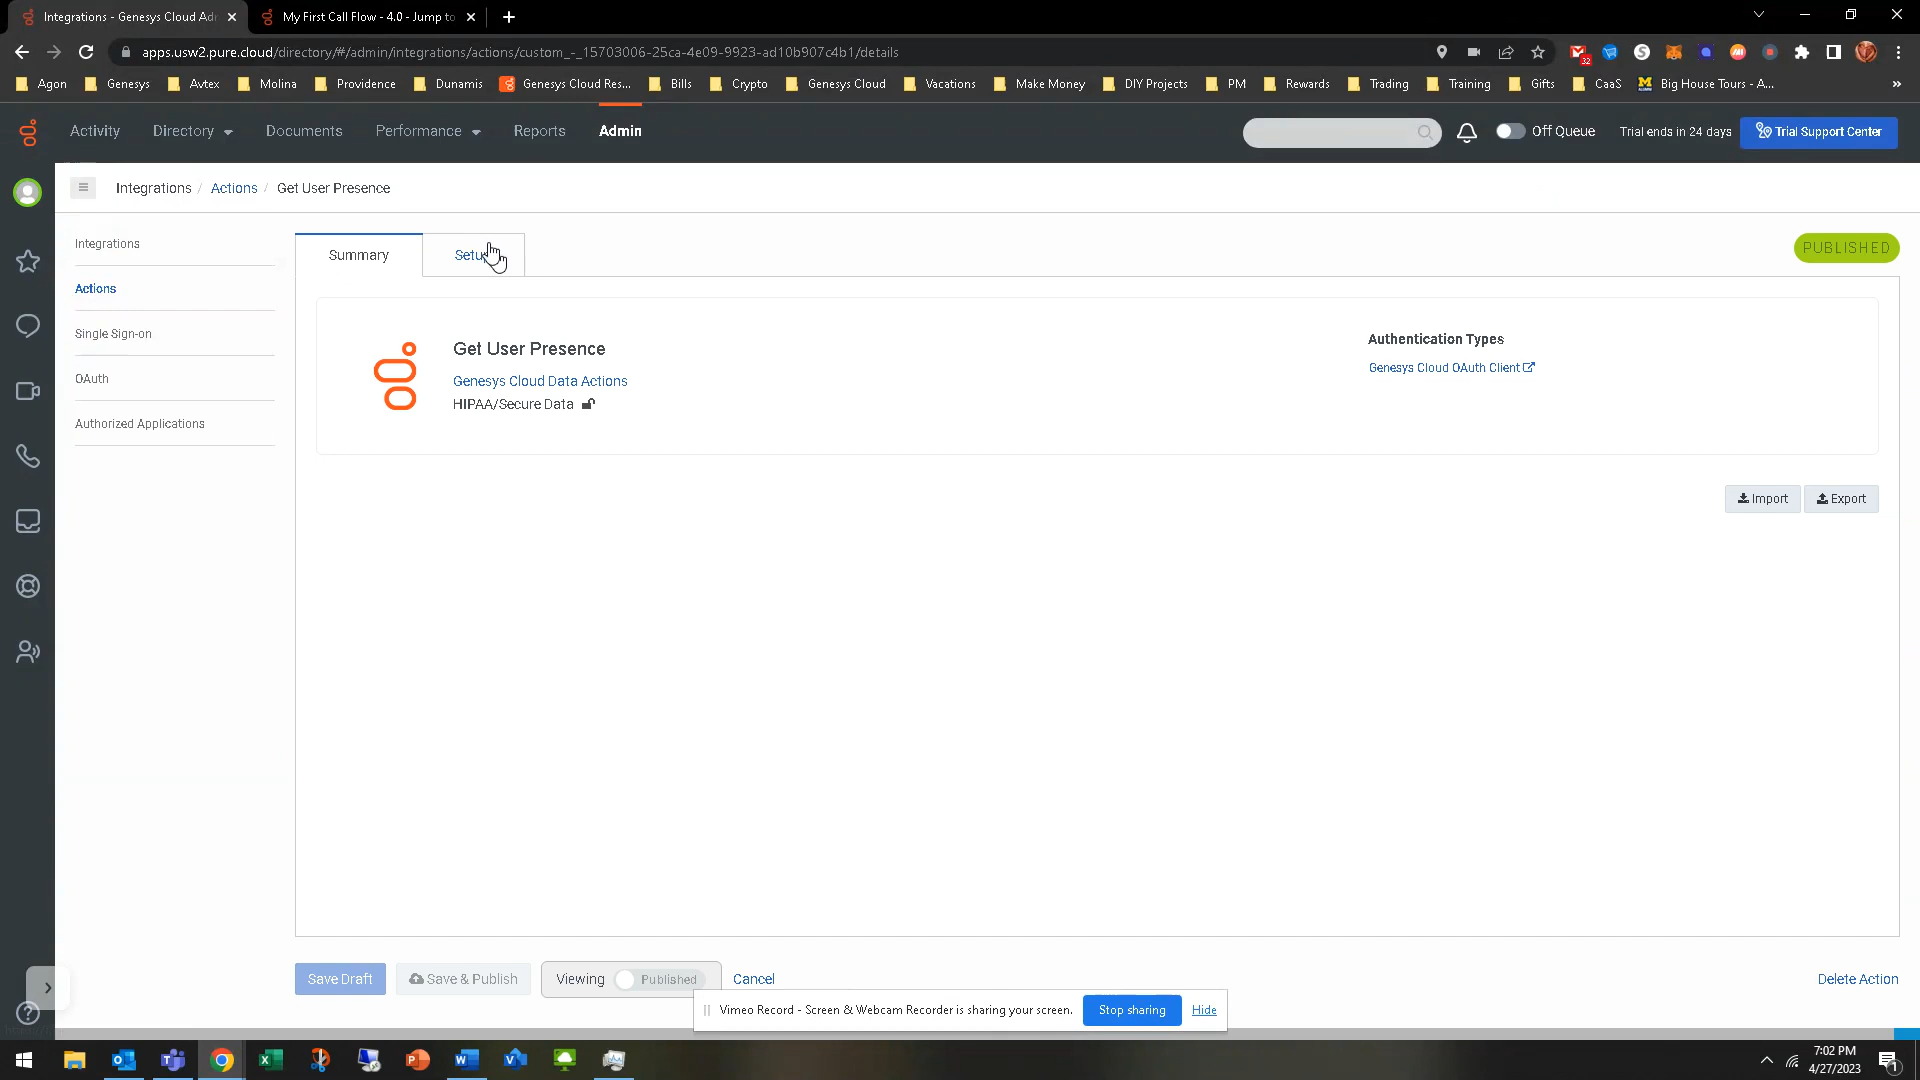 Integrations - Genesys Cloud Adm
My First Call Flow - 4.0 - Jump to
apps.usw2.pure.cloud/directory/#/admin/integrations/actions/custom_-_15703006-25ca-4e09-9923-ad10b907c4b1/details
32
Agon
Genesys
Avtex
Molina
Providence
Dunamis
Genesys Cloud Res...
Bills
Crypto
Genesys Cloud
Vacations
Make Money
DIY Projects
PM
Rewards
Trading
Training
Gifts
CaaS
Big House Tours - A...
»
Activity
Directory
Documents
Performance
Reports
Admin
Off Queue
Trial ends in 24 days
Trial Support Center
Integrations / Actions / Get User Presence
Integrations
Actions
Single Sign-on
OAuth
Authorized Applications
Summary
Setu
PUBLISHED
Get User Presence
Genesys Cloud Data Actions
HIPAA/Secure Data
Authentication Types
Genesys Cloud OAuth Client
Import
Export
Save Draft
Save & Publish
Viewing
Published
Cancel
Delete Action
Vimeo Record - Screen & Webcam Recorder is sharing your screen.
Stop sharing
Hide
7:02 PM
4/27/2023
1